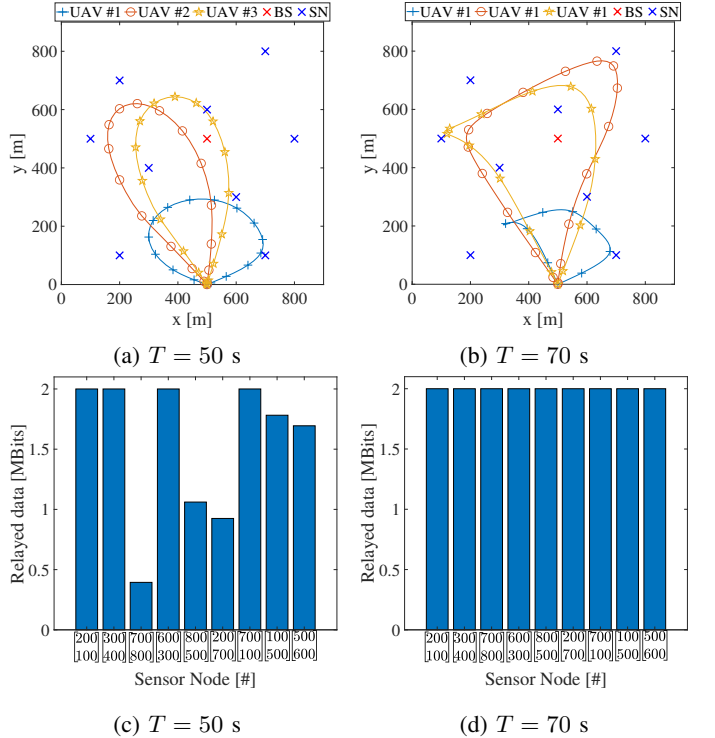 UAV #1 UAV #2 UAV #3 BS SN
UAV #1 UAV #1 UAV #1 BS SN
800
600
400
200
0
y [m]
0 200 400 600 800
x [m]
800
600
400
200
0
y [m]
0 200 400 600 800
x [m]
(a) T = 50 s
(b) T = 70 s
2
1.5
1
0.5
0
Relayed data [MBits]
[200 100] [300 400] [700 800] [600 300] [800 500] [200 700] [700 100] [100 500] [500 600]
Sensor Node [#]
2
1.5
1
0.5
0
Relayed data [MBits]
[200 100] [300 400] [700 800] [600 300] [800 500] [200 700] [700 100] [100 500] [500 600]
Sensor Node [#]
(c) T = 50 s
(d) T = 70 s